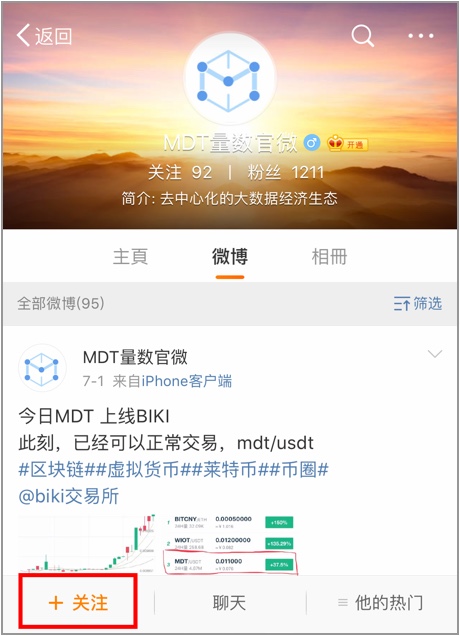 返回
MDT量数官微 开通
关注 92 | 粉丝 1211
简介: 去中心化的大数据经济生态
主頁 微博 相冊
全部微博(95) 筛选
MDT量数官微
7-1 来自iPhone客户端
今日MDT 上线BIKI
此刻，已经可以正常交易，mdt/usdt
#区块链##虚拟货币##莱特币##币圈#
@biki交易所
1 BITCNY 0.00050000 +150%
2 WIOT/USDT 0.01200000
3 MDT/USDT 0.011000 +37.5%
+ 关注 聊天 ≡ 他的热门